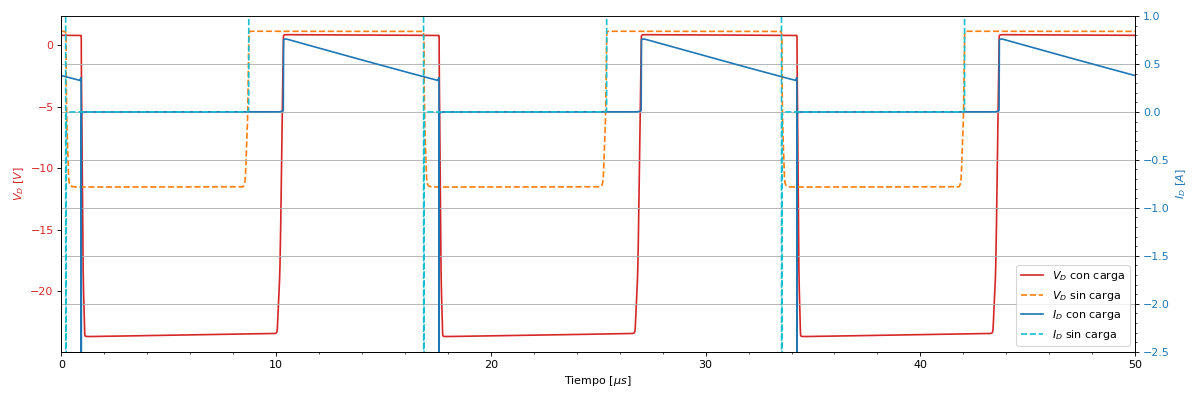 V_D [V]
0
−5
−10
−15
−20
1.0
0.5
0.0
−0.5
−1.0
−1.5
−2.0
−2.5
I_D [A]
V_D con carga
V_D sin carga
I_D con carga
I_D sin carga
0
10
20
30
40
50
Tiempo [μs]